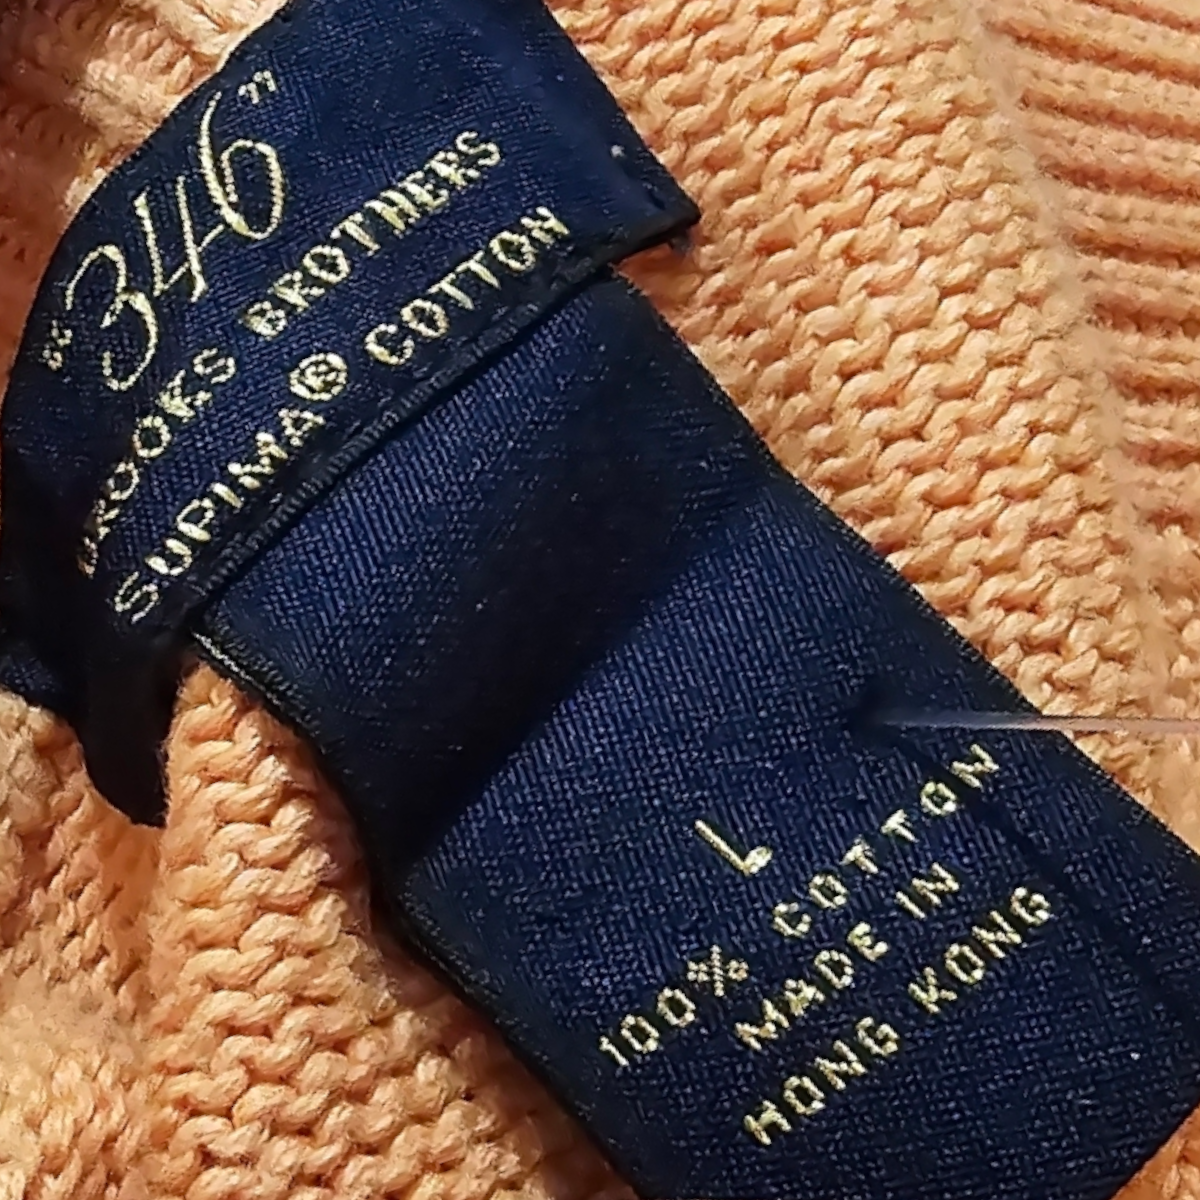 "346"
BROOKS BROTHERS
SUPIMA® COTTON
L
100% COTTON
MADE IN
HONG KONG